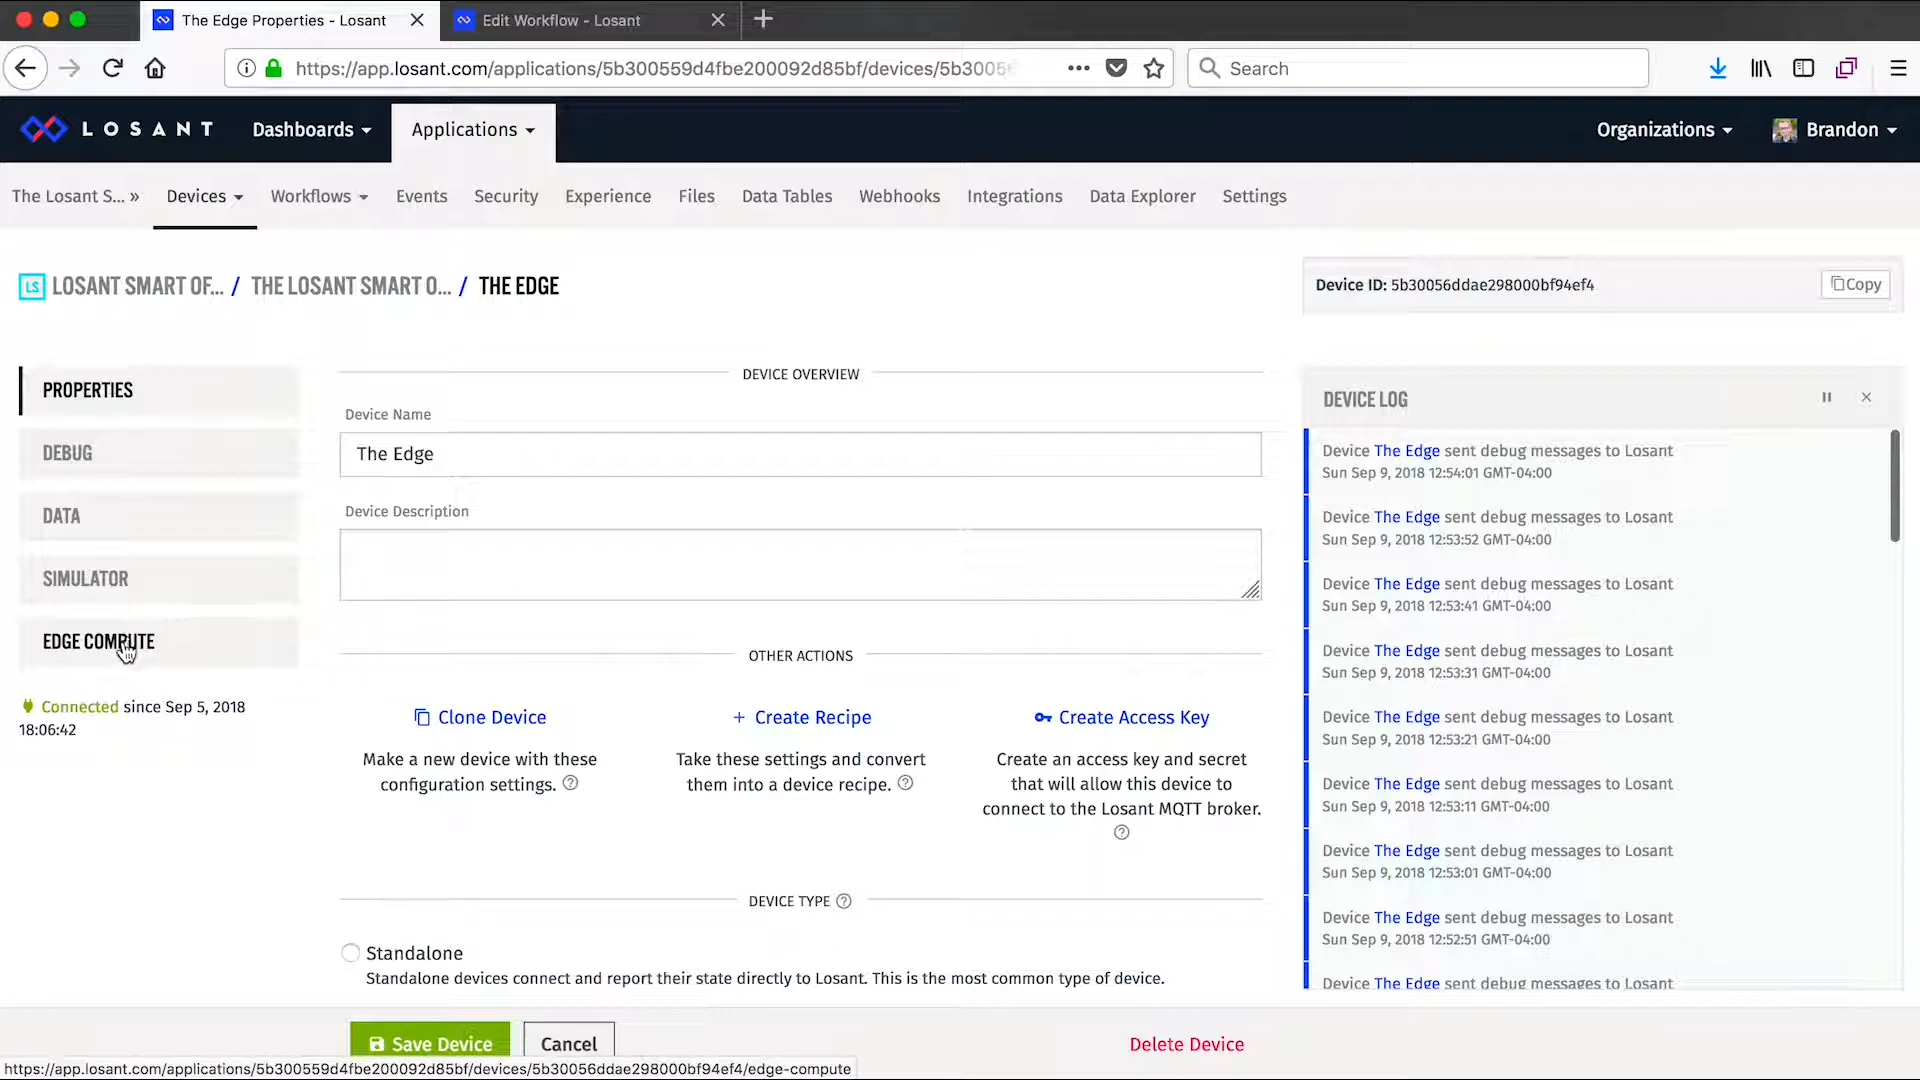 The Edge Properties - Losant
Edit Workflow - Losant
https://app.losant.com/applications/5b300559d4fbe200092d85bf/devices/5b3005
Search
LOSANT
Dashboards
Applications
Organizations
Brandon
The Losant S... »
Devices
Workflows
Events
Security
Experience
Files
Data Tables
Webhooks
Integrations
Data Explorer
Settings
LS LOSANT SMART OF... / THE LOSANT SMART O... / THE EDGE
Device ID: 5b30056ddae298000bf94ef4
Copy
PROPERTIES
DEBUG
DATA
SIMULATOR
EDGE COMPUTE
Connected since Sep 5, 2018
18:06:42
DEVICE OVERVIEW
Device Name
The Edge
Device Description
OTHER ACTIONS
Clone Device
Make a new device with these
configuration settings.
Create Recipe
Take these settings and convert
them into a device recipe.
Create Access Key
Create an access key and secret
that will allow this device to
connect to the Losant MQTT broker.
DEVICE TYPE
Standalone
Standalone devices connect and report their state directly to Losant. This is the most common type of device.
DEVICE LOG
Device The Edge sent debug messages to Losant
Sun Sep 9, 2018 12:54:01 GMT-04:00
Device The Edge sent debug messages to Losant
Sun Sep 9, 2018 12:53:52 GMT-04:00
Device The Edge sent debug messages to Losant
Sun Sep 9, 2018 12:53:41 GMT-04:00
Device The Edge sent debug messages to Losant
Sun Sep 9, 2018 12:53:31 GMT-04:00
Device The Edge sent debug messages to Losant
Sun Sep 9, 2018 12:53:21 GMT-04:00
Device The Edge sent debug messages to Losant
Sun Sep 9, 2018 12:53:11 GMT-04:00
Device The Edge sent debug messages to Losant
Sun Sep 9, 2018 12:53:01 GMT-04:00
Device The Edge sent debug messages to Losant
Sun Sep 9, 2018 12:52:51 GMT-04:00
Device The Edge sent debug messages to Losant
Save Device
Cancel
Delete Device
https://app.losant.com/applications/5b300559d4fbe200092d85bf/devices/5b30056ddae298000bf94ef4/edge-compute